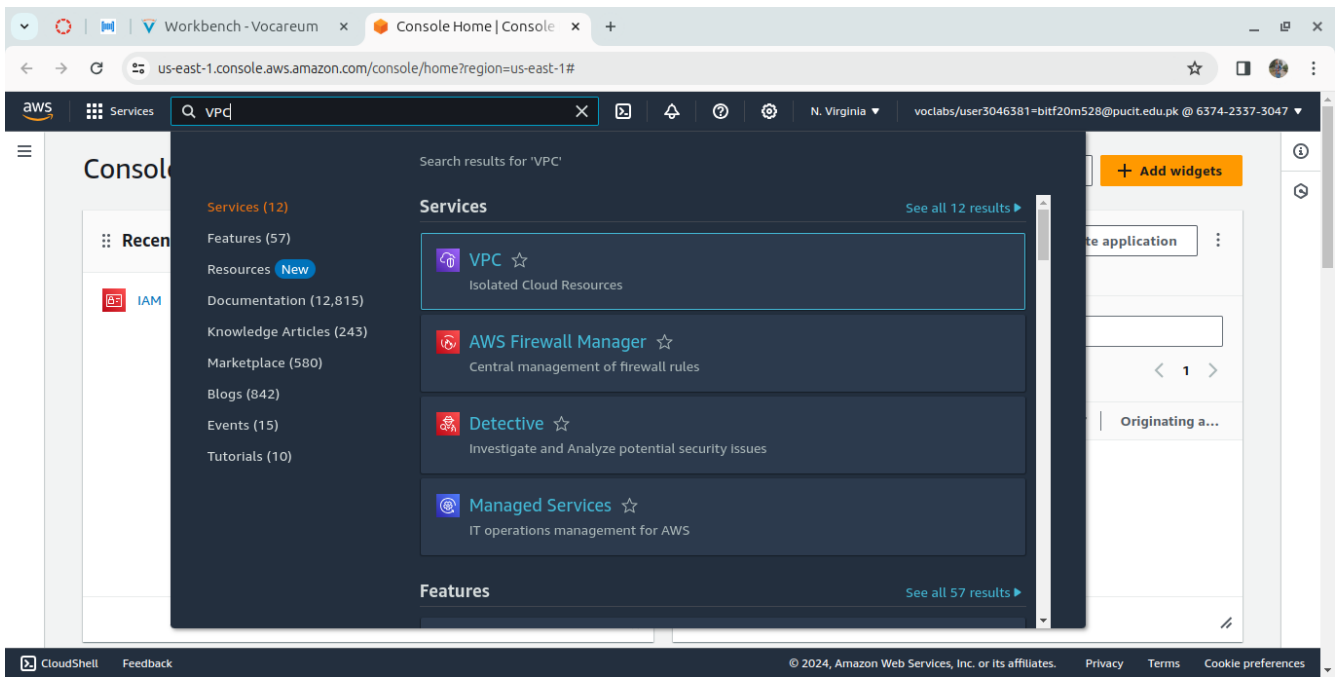 Workbench - Vocareum
Console Home | Console
us-east-1.console.aws.amazon.com/console/home?region=us-east-1#
aws
Services
VPC
N. Virginia
voclabs/user3046381=bitf20m528@pucit.edu.pk @ 6374-2337-3047
Consol
+ Add widgets
Recen
te application
IAM
1
Originating a...
Search results for 'VPC'
Services (12)
Features (57)
Resources New
Documentation (12,815)
Knowledge Articles (243)
Marketplace (580)
Blogs (842)
Events (15)
Tutorials (10)
Services
See all 12 results
VPC
Isolated Cloud Resources
AWS Firewall Manager
Central management of firewall rules
Detective
Investigate and Analyze potential security issues
Managed Services
IT operations management for AWS
Features
See all 57 results
CloudShell
Feedback
© 2024, Amazon Web Services, Inc. or its affiliates.
Privacy
Terms
Cookie preferences